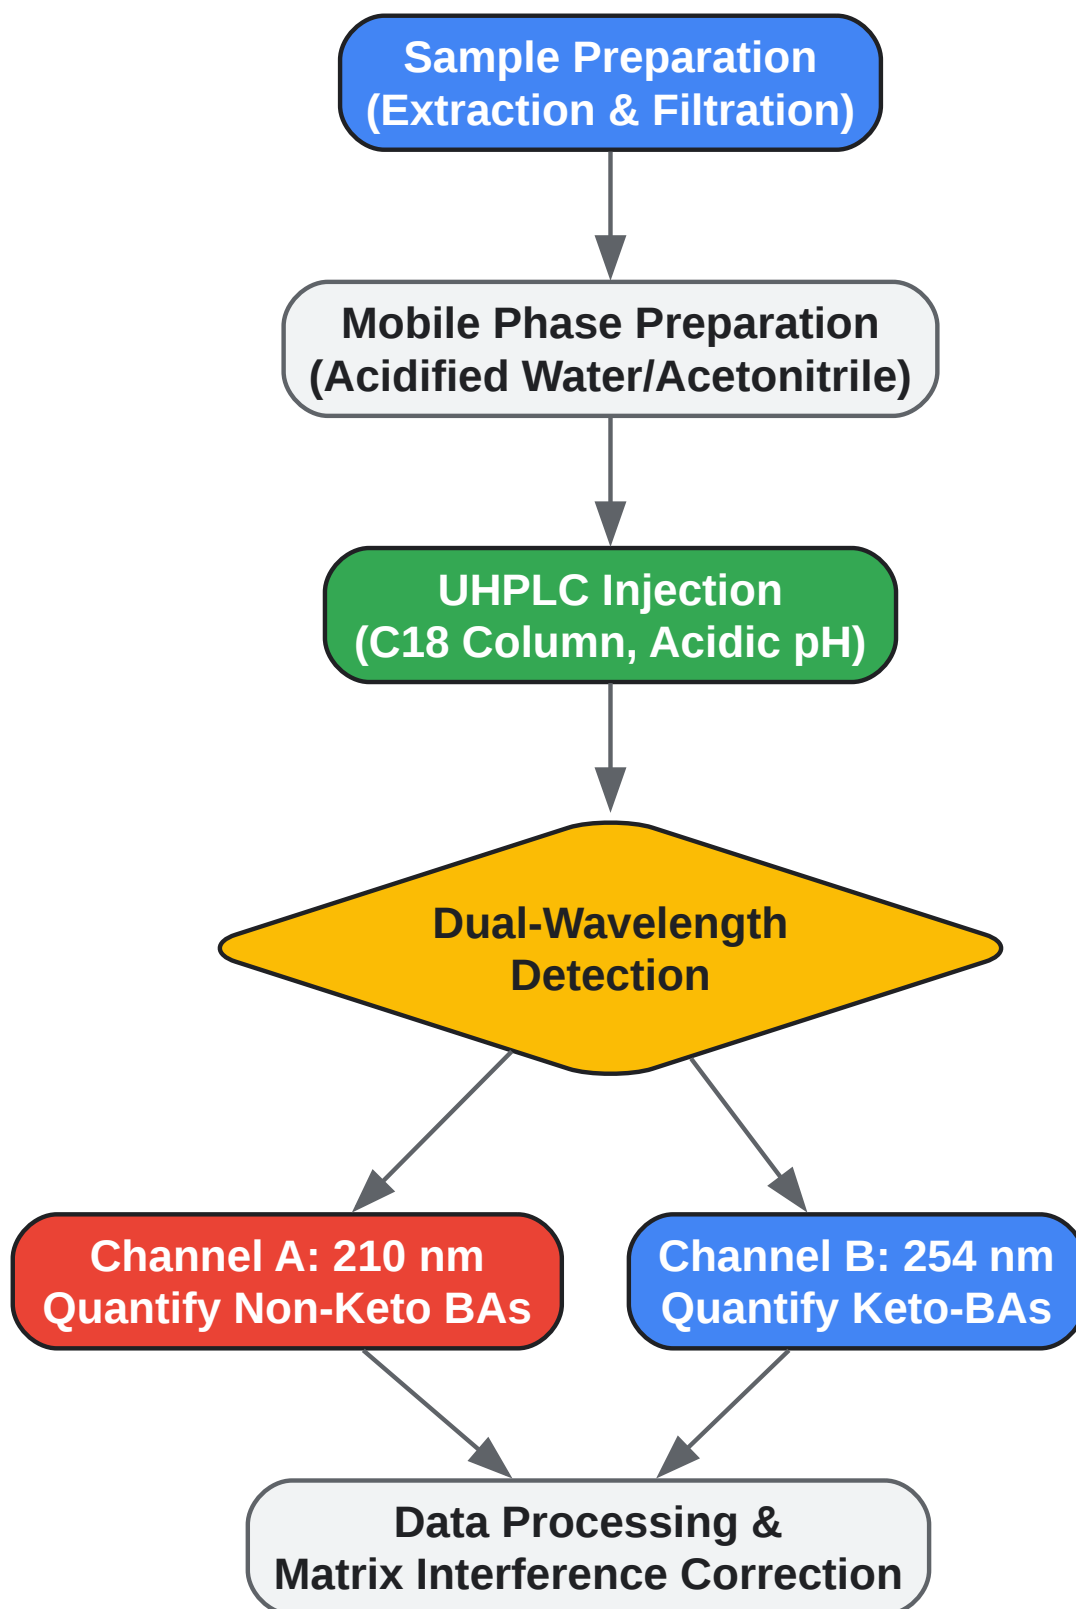 Sample Preparation
(Extraction & Filtration)
Mobile Phase Preparation
(Acidified Water/Acetonitrile)
UHPLC Injection
(C18 Column, Acidic pH)
Dual-Wavelength
Detection
Channel A: 210 nm
Quantify Non-Keto BAs
Channel B: 254 nm
Quantify Keto-BAs
Data Processing &
Matrix Interference Correction